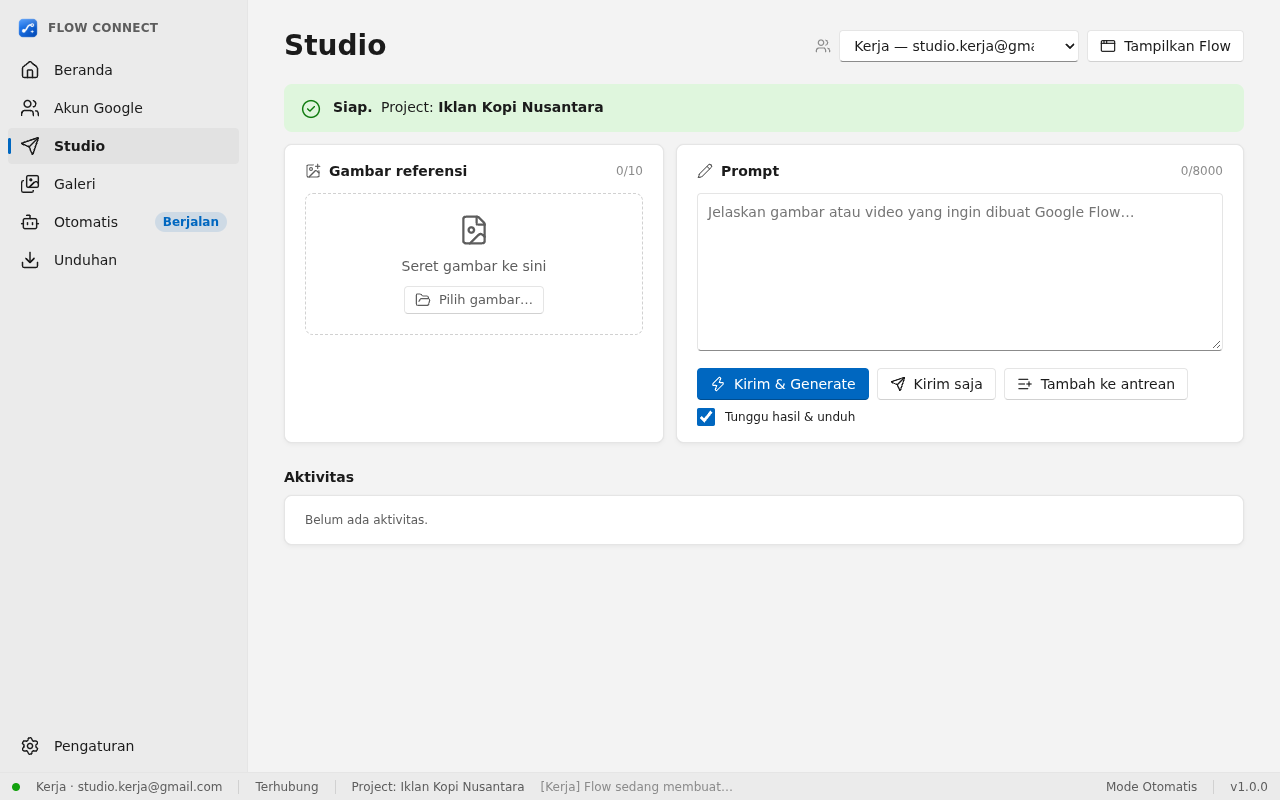 FLOW CONNECT
Beranda
Akun Google
Studio
Galeri
Otomatis Berjalan
Unduhan
Pengaturan
Studio
Kerja — studio.kerja@gma
Tampilkan Flow
Siap. Project: Iklan Kopi Nusantara
Gambar referensi 0/10
Seret gambar ke sini
Pilih gambar…
Prompt 0/8000
Jelaskan gambar atau video yang ingin dibuat Google Flow…
Kirim & Generate
Kirim saja
Tambah ke antrean
Tunggu hasil & unduh
Aktivitas
Belum ada aktivitas.
Kerja · studio.kerja@gmail.com Terhubung Project: Iklan Kopi Nusantara [Kerja] Flow sedang membuat… Mode Otomatis v1.0.0